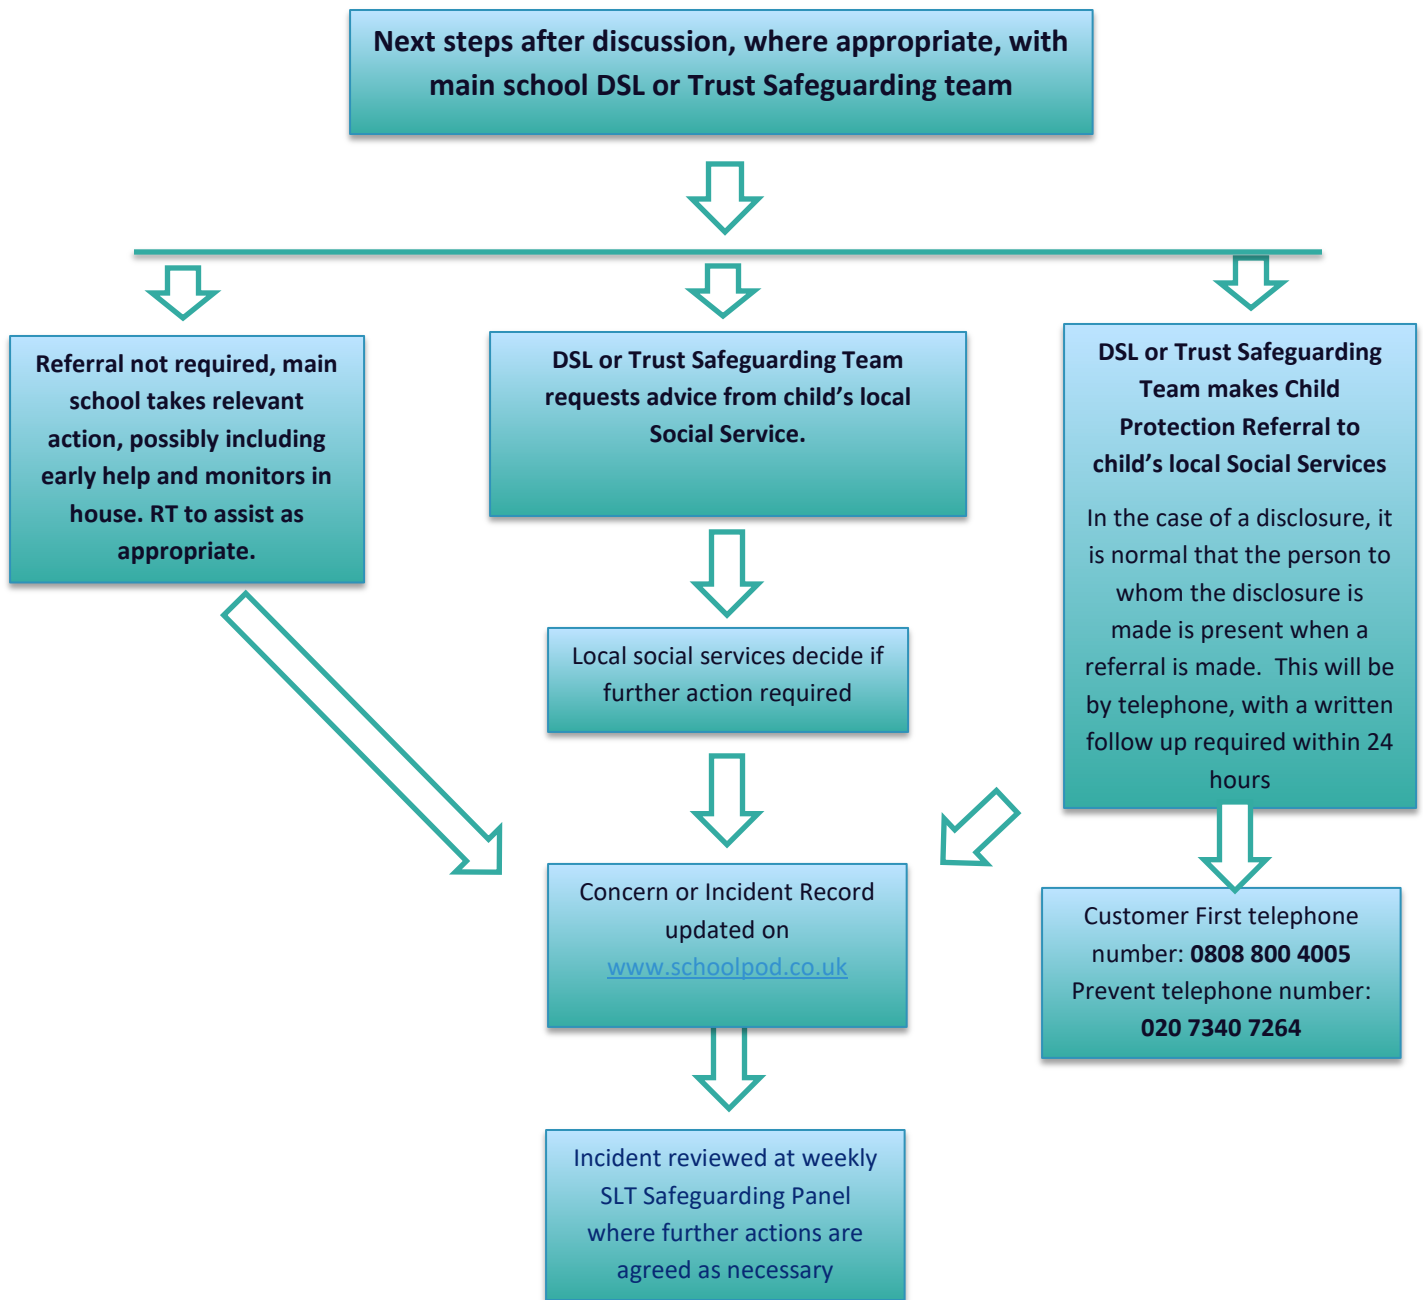 Next steps after discussion, where appropriate, with
main school DSL or Trust Safeguarding team
Referral not required, main
school takes relevant
action, possibly including
early help and monitors in
house. RT to assist as
appropriate.
DSL or Trust Safeguarding Team
requests advice from child’s local
Social Service.
DSL or Trust Safeguarding
Team makes Child
Protection Referral to
child’s local Social Services
In the case of a disclosure, it
is normal that the person to
whom the disclosure is
made is present when a
referral is made.  This will be
by telephone, with a written
follow up required within 24
hours
Local social services decide if
further action required
Concern or Incident Record
updated on
www.schoolpod.co.uk
Customer First telephone
number: 0808 800 4005
Prevent telephone number:
020 7340 7264
Incident reviewed at weekly
SLT Safeguarding Panel
where further actions are
agreed as necessary